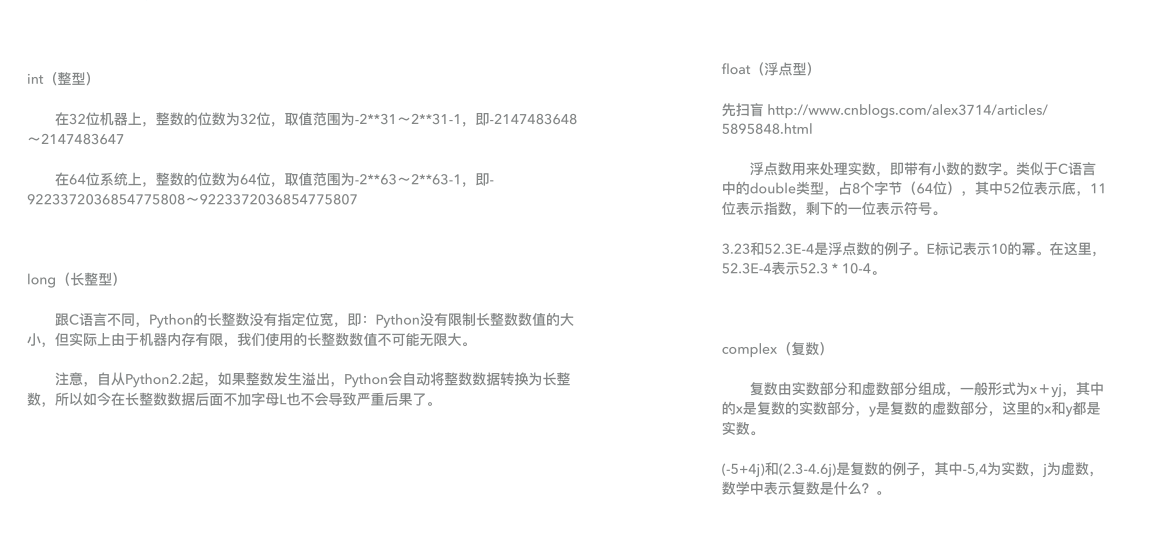 int（整型）
在32位机器上，整数的位数为32位，取值范围为-2**31～2**31-1，即-2147483648
～2147483647
在64位系统上，整数的位数为64位，取值范围为-2**63～2**63-1，即-
9223372036854775808～9223372036854775807
long（长整型）
跟C语言不同，Python的长整数没有指定位宽，即：Python没有限制长整数数值的大
小，但实际上由于机器内存有限，我们使用的长整数数值不可能无限大。
注意，自从Python2.2起，如果整数发生溢出，Python会自动将整数数据转换为长整
数，所以如今在长整数数据后面不加字母L也不会导致严重后果了。
float（浮点型）
先扫盲 http://www.cnblogs.com/alex3714/articles/
5895848.html
浮点数用来处理实数，即带有小数的数字。类似于C语言
中的double类型，占8个字节（64位），其中52位表示底，11
位表示指数，剩下的一位表示符号。
3.23和52.3E-4是浮点数的例子。E标记表示10的幂。在这里，
52.3E-4表示52.3 * 10-4。
complex（复数）
复数由实数部分和虚数部分组成，一般形式为x＋yj，其中
的x是复数的实数部分，y是复数的虚数部分，这里的x和y都是
实数。
(-5+4j)和(2.3-4.6j)是复数的例子，其中-5,4为实数，j为虚数，
数学中表示复数是什么？。